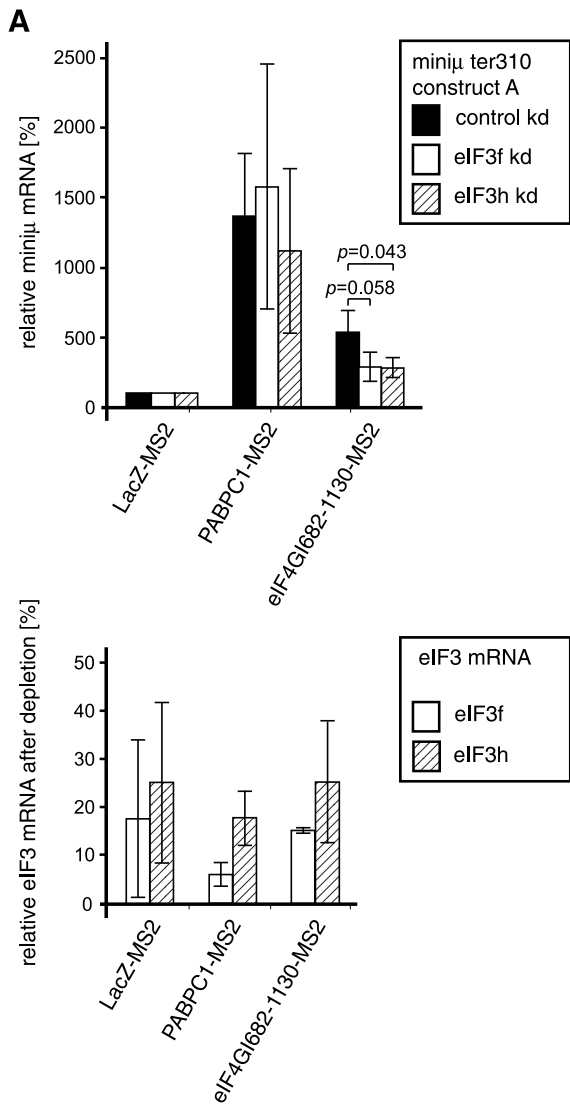 A
relative miniµ mRNA [%]
2500
2000
1500
1000
500
0
p=0.043
p=0.058
LacZ-MS2
PABPC1-MS2
eIF4GI682-1130-MS2
miniµ ter310
construct A
control kd
eIF3f kd
eIF3h kd
relative eIF3 mRNA after depletion [%]
50
40
30
20
10
0
LacZ-MS2
PABPC1-MS2
eIF4GI682-1130-MS2
eIF3 mRNA
eIF3f
eIF3h